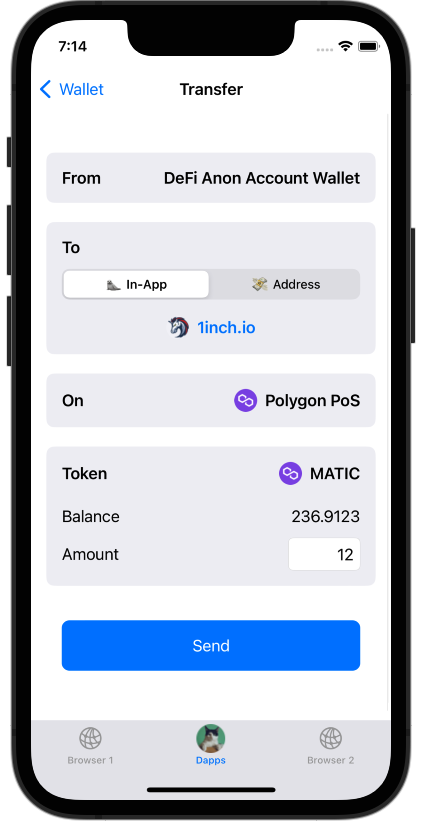 7:14
Wallet
Transfer
From DeFi Anon Account Wallet
To
In-App Address
1inch.io
On Polygon PoS
Token MATIC
Balance 236.9123
Amount 12
Send
Browser 1 Dapps Browser 2